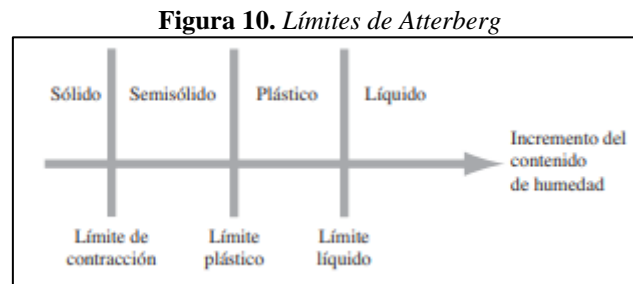 Figura 10. Límites de Atterberg
Sólido Semisólido Plástico Líquido
Incremento del
contenido
de humedad
Límite de Límite Límite
contracción plástico líquido